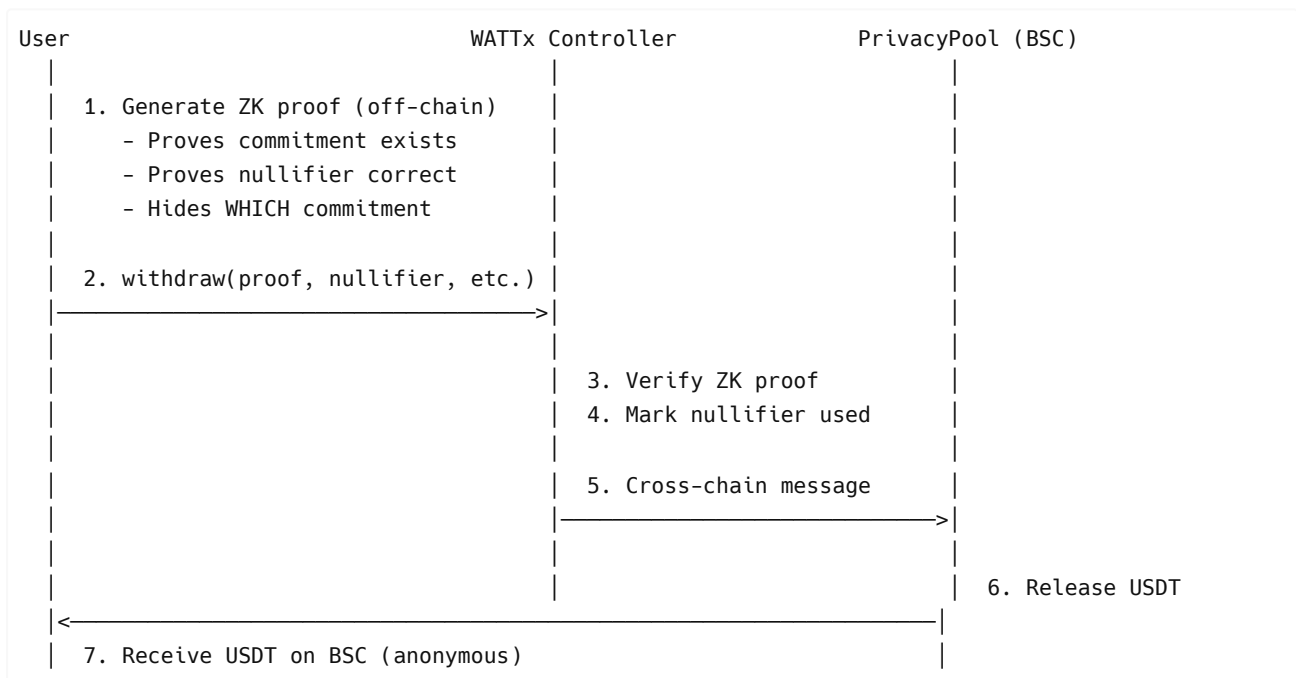 User WATTx Controller PrivacyPool (BSC)
1. Generate ZK proof (off-chain)
- Proves commitment exists
- Proves nullifier correct
- Hides WHICH commitment
2. withdraw(proof, nullifier, etc.)
3. Verify ZK proof
4. Mark nullifier used
5. Cross-chain message
6. Release USDT
7. Receive USDT on BSC (anonymous)